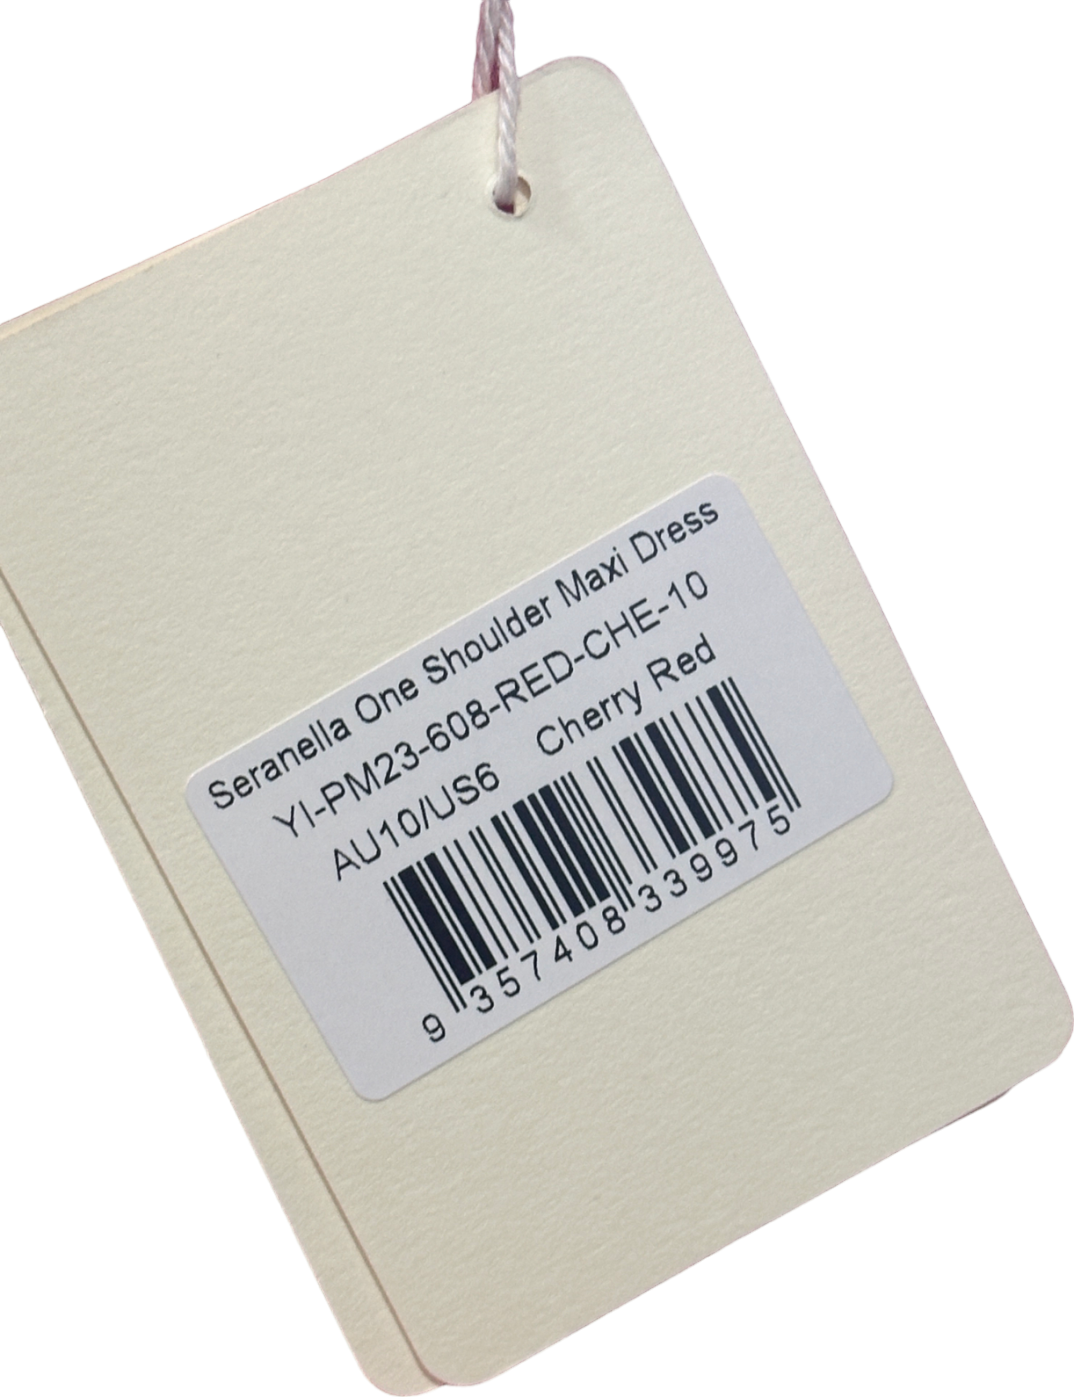 Seranella One Shoulder Maxi Dress
YI-PM23-608-RED-CHE-10
AU10/US6 Cherry Red
9 357408 339975